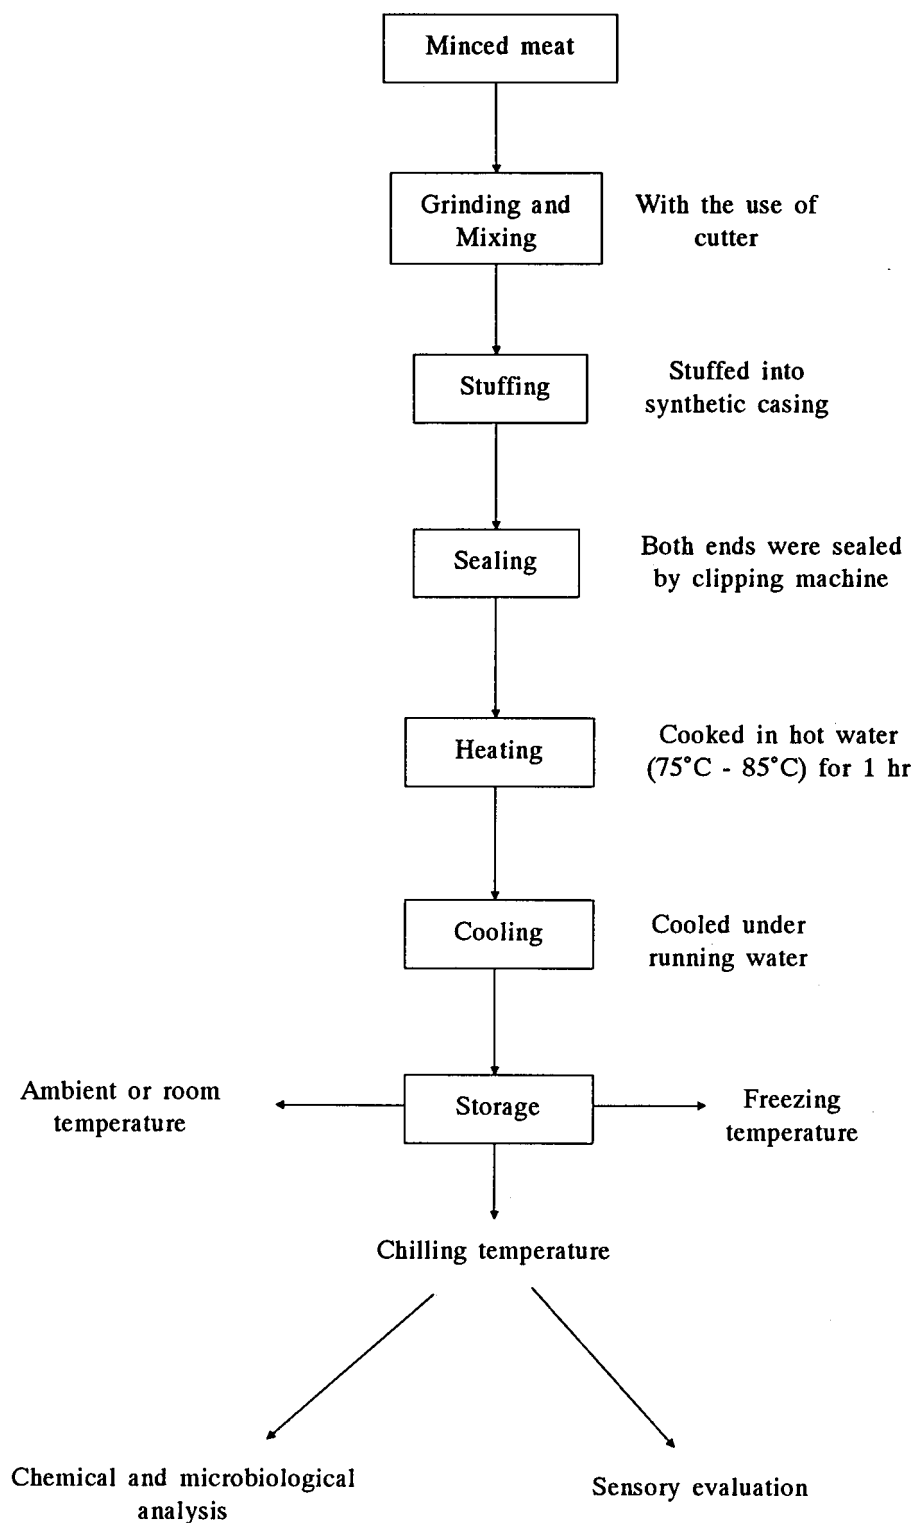 Minced meat
Grinding and
Mixing
With the use of
cutter
Stuffing
Stuffed into
synthetic casing
Sealing
Both ends were sealed
by clipping machine
Heating
Cooked in hot water
(75°C - 85°C) for 1 hr
Cooling
Cooled under
running water
Ambient or room
temperature
Storage
Freezing
temperature
Chilling temperature
Chemical and microbiological
analysis
Sensory evaluation